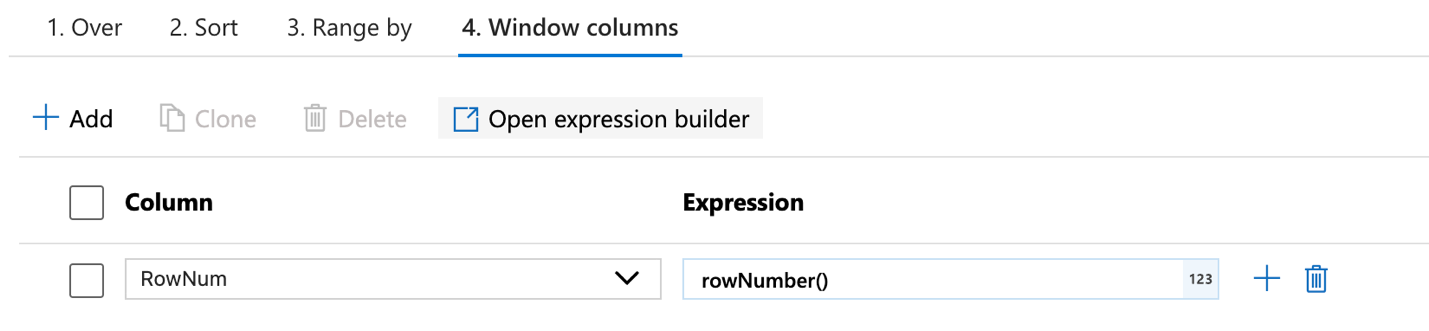 1. Over 2. Sort 3. Range by 4. Window columns
Add Clone Delete Open expression builder
Column Expression
RowNum rowNumber() 123